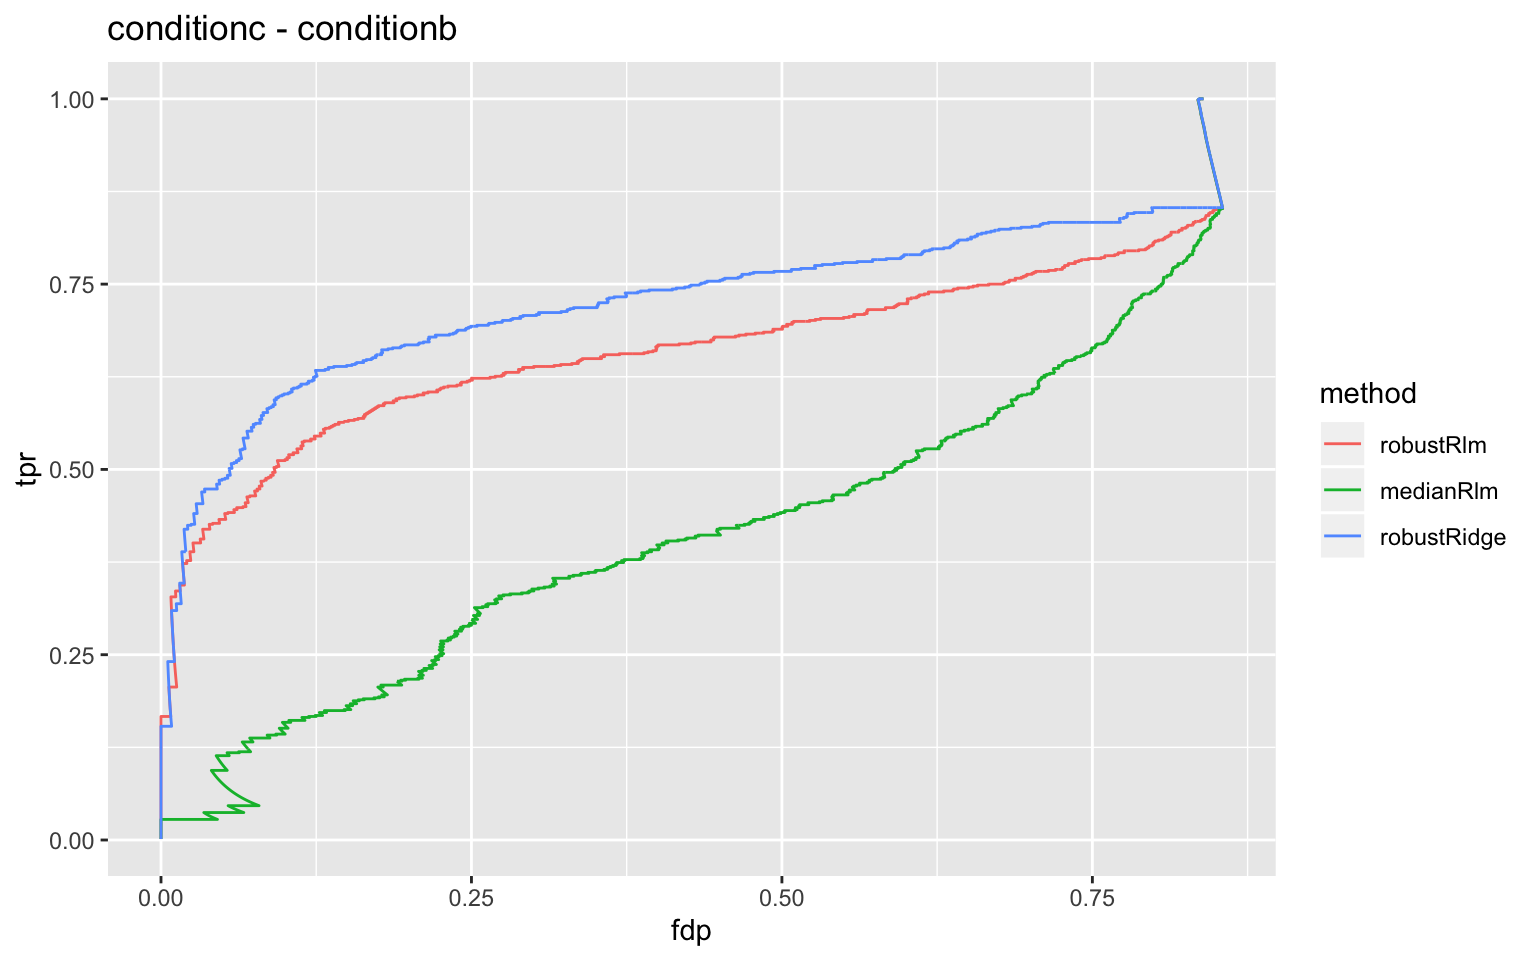 conditionc - conditionb
1.00
0.75
0.50
0.25
0.00
tpr
0.00 0.25 0.50 0.75
fdp
method
robustRlm
medianRlm
robustRidge